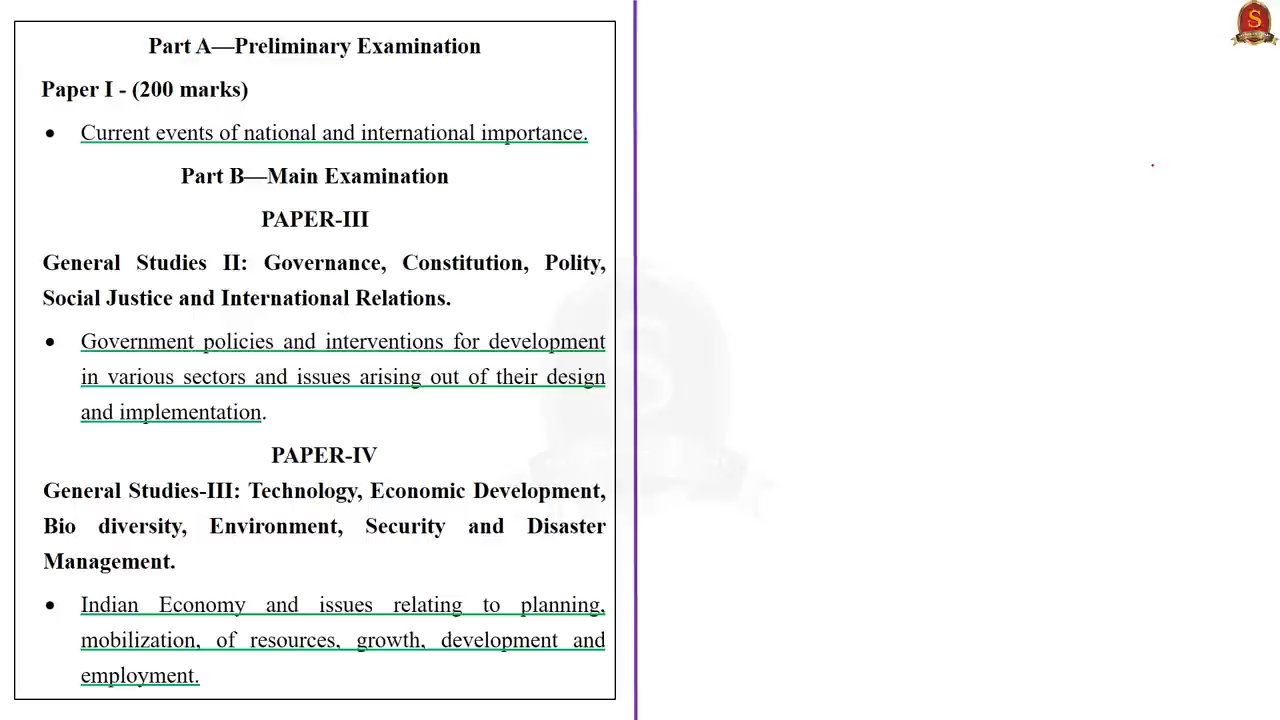 Part A—Preliminary Examination
Paper I - (200 marks)
• Current events of national and international importance.
Part B—Main Examination
PAPER-III
General Studies II: Governance, Constitution, Polity,
Social Justice and International Relations.
• Government policies and interventions for development
in various sectors and issues arising out of their design
and implementation.
PAPER-IV
General Studies-III: Technology, Economic Development,
Bio diversity, Environment, Security and Disaster
Management.
• Indian Economy and issues relating to planning,
mobilization, of resources, growth, development and
employment.
S